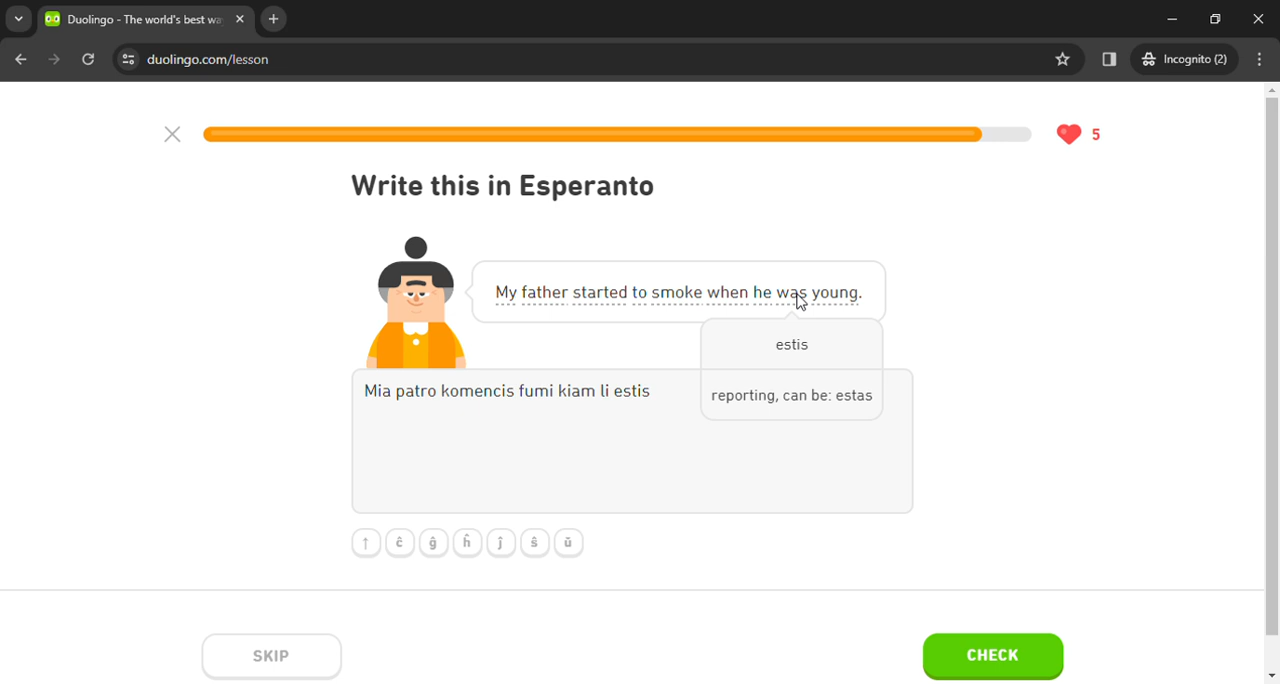 Duolingo - The world's best wa
duolingo.com/lesson
Incognito (2)
5
Write this in Esperanto
My father started to smoke when he was young.
estis
reporting, can be: estas
Mia patro komencis fumi kiam li estis
↑ ĉ ĝ ĥ ĵ ŝ ŭ
SKIP
CHECK